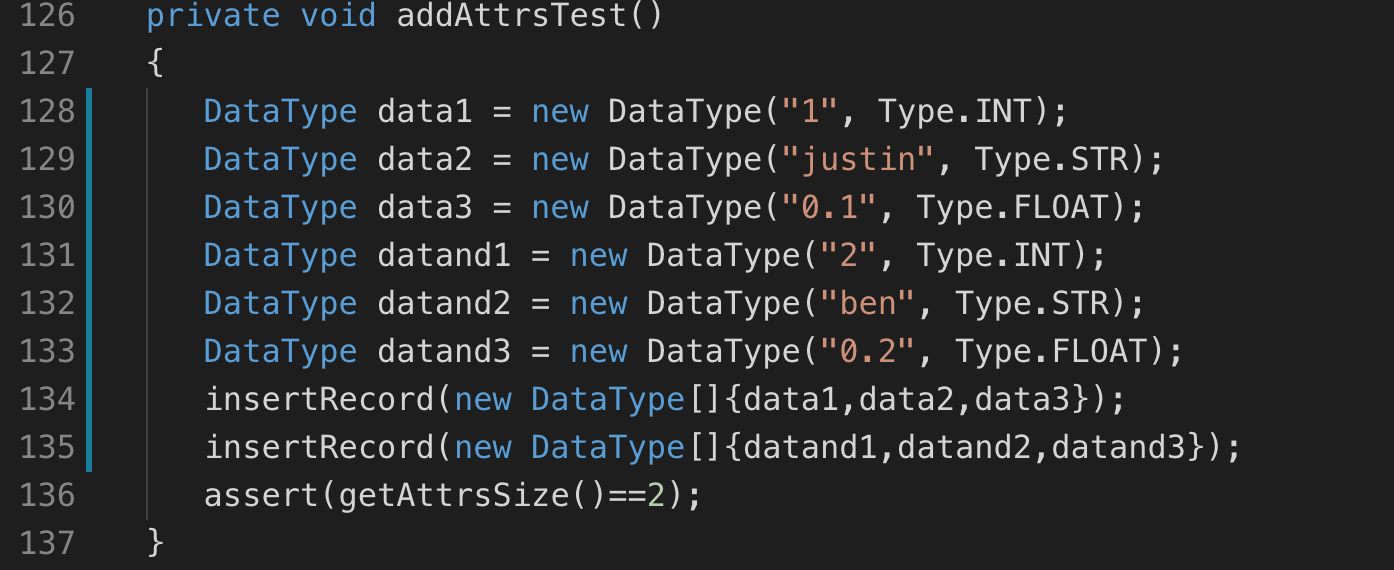 126 private void addAttrsTest()
127 {
128 DataType data1 = new DataType("1", Type.INT);
129 DataType data2 = new DataType("justin", Type.STR);
130 DataType data3 = new DataType("0.1", Type.FLOAT);
131 DataType datand1 = new DataType("2", Type.INT);
132 DataType datand2 = new DataType("ben", Type.STR);
133 DataType datand3 = new DataType("0.2", Type.FLOAT);
134 insertRecord(new DataType[]{data1,data2,data3});
135 insertRecord(new DataType[]{datand1,datand2,datand3});
136 assert(getAttrsSize()==2);
137 }